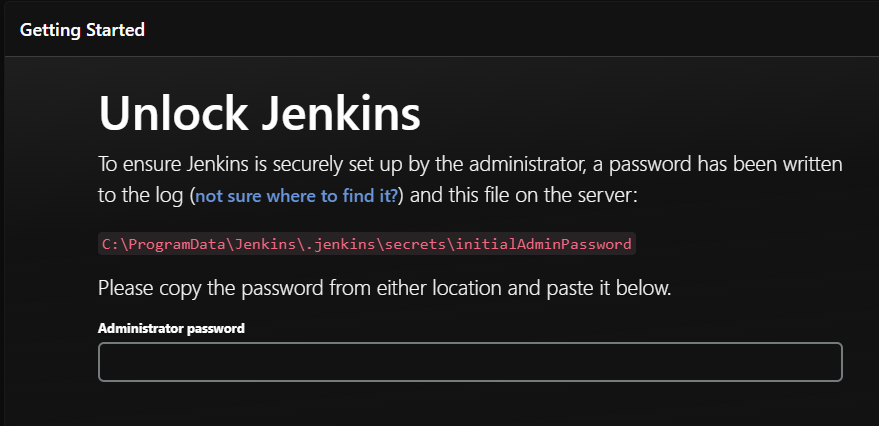 Getting Started
Unlock Jenkins
To ensure Jenkins is securely set up by the administrator, a password has been written
to the log (not sure where to find it?) and this file on the server:
C:\ProgramData\Jenkins\.jenkins\secrets\initialAdminPassword
Please copy the password from either location and paste it below.
Administrator password